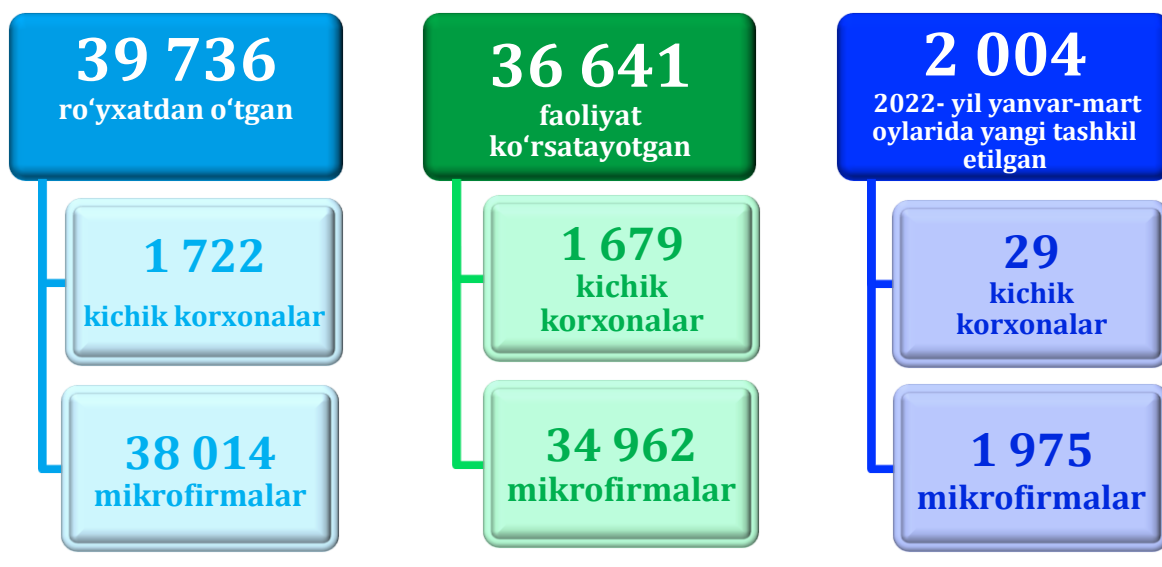 39 736
ro‘yxatdan o‘tgan
1 722
kichik korxonalar
38 014
mikrofirmalar
36 641
faoliyat
ko‘rsatayotgan
1 679
kichik
korxonalar
34 962
mikrofirmalar
2 004
2022- yil yanvar-mart
oylarida yangi tashkil
etilgan
29
kichik
korxonalar
1 975
mikrofirmalar